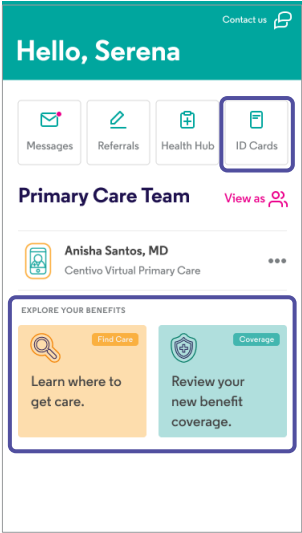 Contact us
Hello, Serena
Messages
Referrals
Health Hub
ID Cards
Primary Care Team
View as
Anisha Santos, MD
Centivo Virtual Primary Care
EXPLORE YOUR BENEFITS
Find Care
Learn where to
get care.
Coverage
Review your
new benefit
coverage.